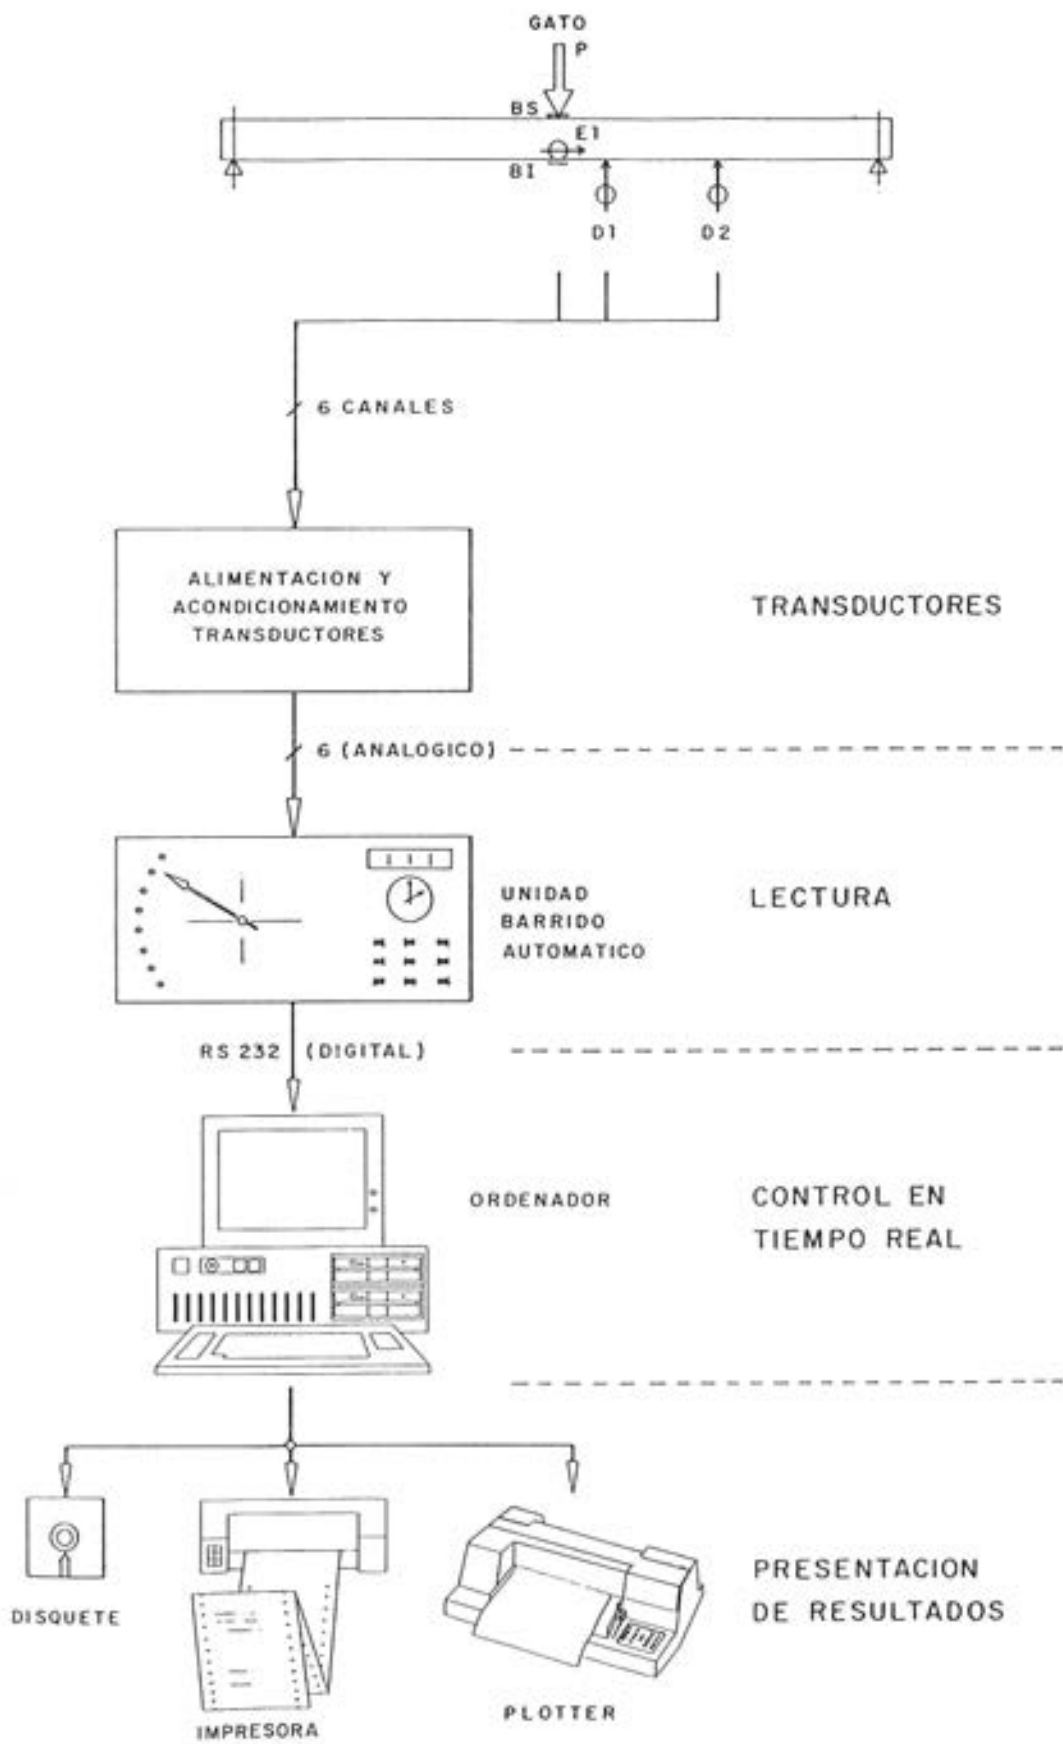 GATO
P
BS
E1
BI
D1
D2
6 CANALES
ALIMENTACION Y
ACONDICIONAMIENTO
TRANSDUCTORES
TRANSDUCTORES
6 (ANALOGICO)
UNIDAD
BARRIDO
AUTOMATICO
LECTURA
RS 232 (DIGITAL)
ORDENADOR
CONTROL EN
TIEMPO REAL
PRESENTACION
DE RESULTADOS
DISQUETE
IMPRESORA
PLOTTER